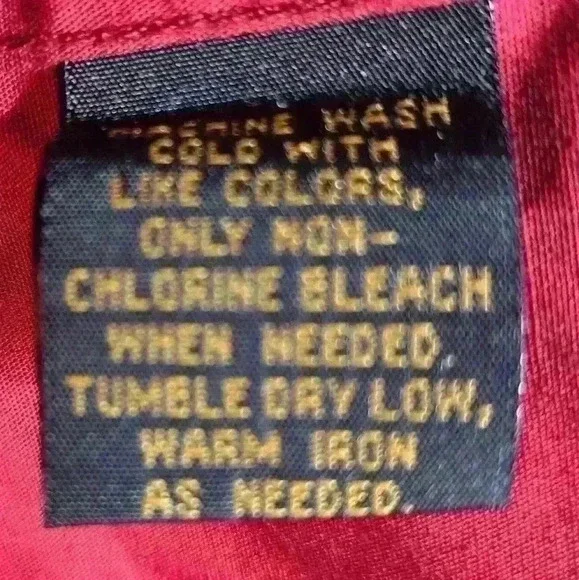 MACHINE WASH
COLD WITH
LIKE COLORS,
ONLY NON-
CHLORINE BLEACH
WHEN NEEDED.
TUMBLE DRY LOW,
WARM IRON
AS NEEDED.